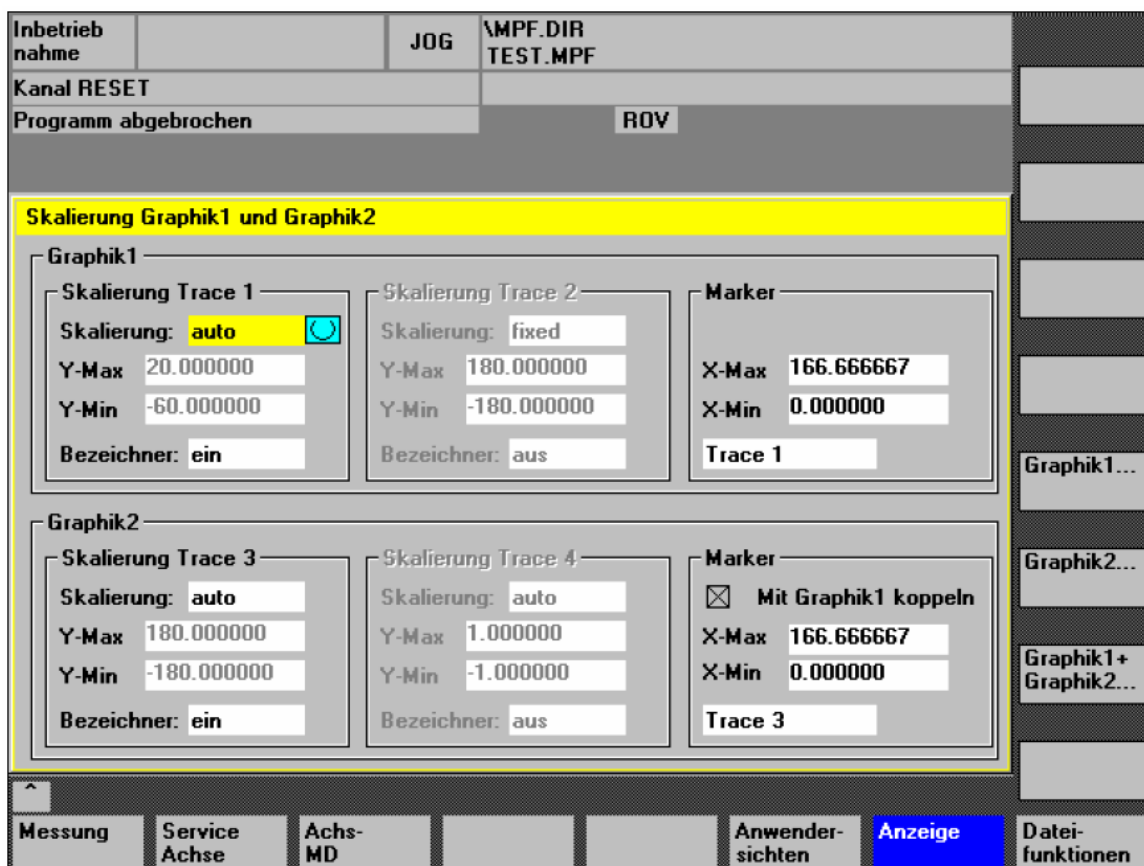 Inbetrieb
nahme
JOG
\MPF.DIR
TEST.MPF
Kanal RESET
Programm abgebrochen
ROV
Skalierung Graphik1 und Graphik2
Graphik1
Skalierung Trace 1
Skalierung: auto
Y-Max 20.000000
Y-Min -60.000000
Bezeichner: ein
Skalierung Trace 2
Skalierung: fixed
Y-Max 180.000000
Y-Min -180.000000
Bezeichner: aus
Marker
X-Max 166.666667
X-Min 0.000000
Trace 1
Graphik2
Skalierung Trace 3
Skalierung: auto
Y-Max 180.000000
Y-Min -180.000000
Bezeichner: ein
Skalierung Trace 4
Skalierung: auto
Y-Max 1.000000
Y-Min -1.000000
Bezeichner: aus
Marker
Mit Graphik1 koppeln
X-Max 166.666667
X-Min 0.000000
Trace 3
Graphik1...
Graphik2...
Graphik1+
Graphik2...
^
Messung
Service
Achse
Achs-
MD
Anwender-
sichten
Anzeige
Datei-
funktionen